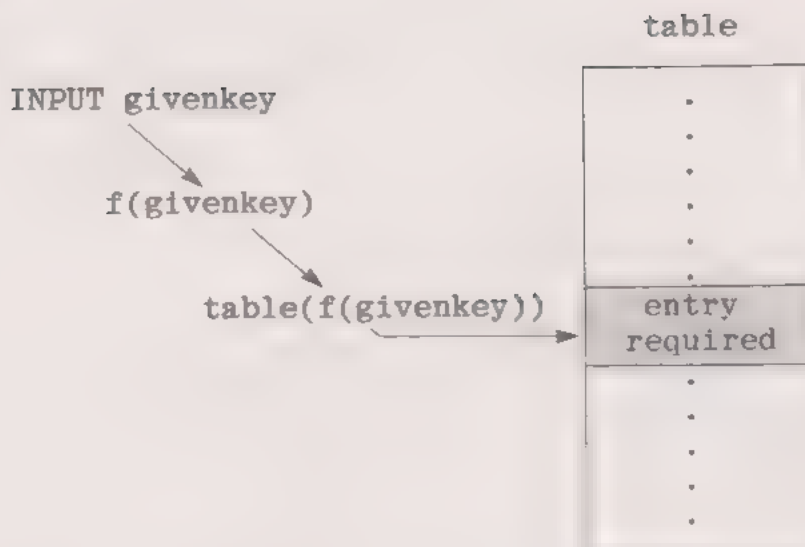 table
INPUT givenkey
f(givenkey)
table(f(givenkey))
entry
required